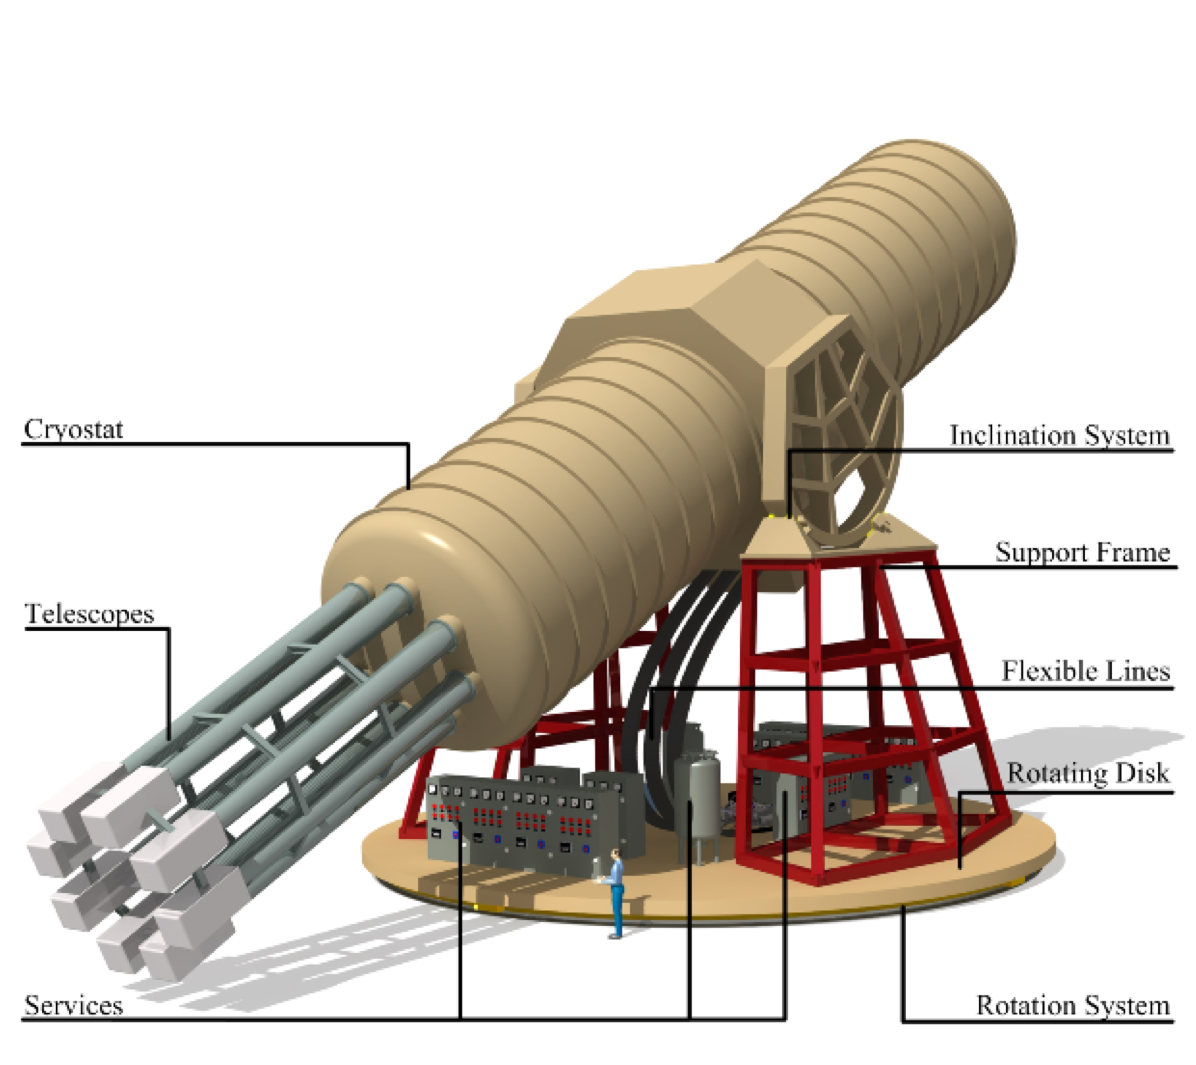 Cryostat
Inclination System
Support Frame
Telescopes
Flexible Lines
Rotating Disk
Services
Rotation System